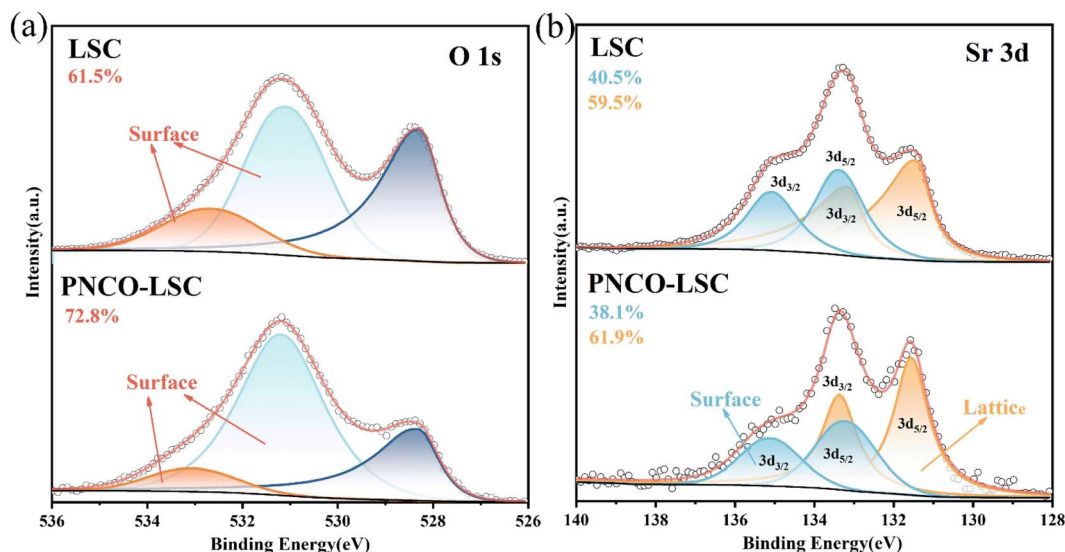 (a)
LSC
61.5%
O 1s
Surface
PNCO-LSC
72.8%
Surface
Intensity(a.u.)
536 534 532 530 528 526
Binding Energy(eV)
(b)
LSC
40.5%
59.5%
Sr 3d
3d3/2
3d5/2
3d3/2
3d5/2
PNCO-LSC
38.1%
61.9%
Surface
3d3/2
Lattice
3d5/2
3d3/2
3d5/2
Intensity(a.u.)
140 138 136 134 132 130 128
Binding Energy(eV)